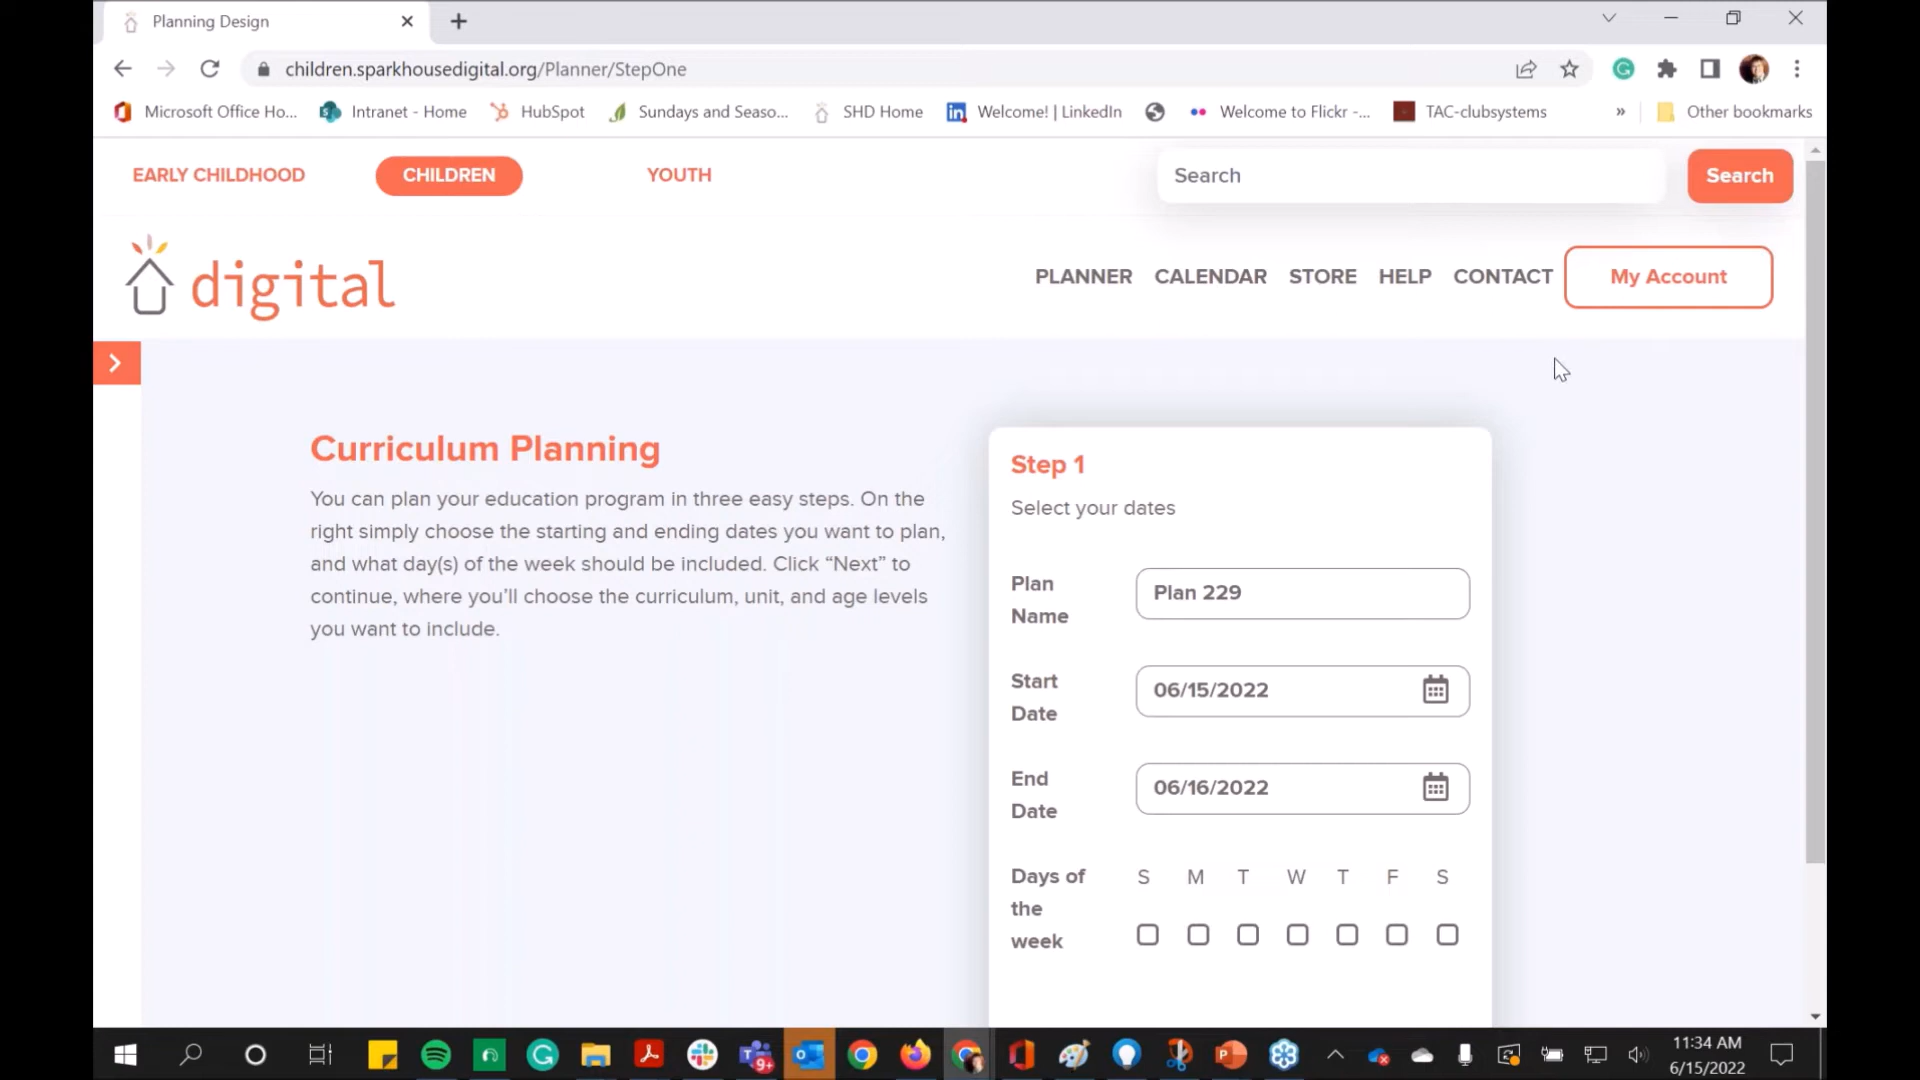 Planning Design
children.sparkhousedigital.org/Planner/StepOne
Microsoft Office Ho... Intranet - Home HubSpot Sundays and Seaso... SHD Home Welcome! | LinkedIn Welcome to Flickr -... TAC-clubsystems » Other bookmarks
EARLY CHILDHOOD CHILDREN YOUTH Search Search
digital
PLANNER CALENDAR STORE HELP CONTACT My Account
Curriculum Planning
You can plan your education program in three easy steps. On the
right simply choose the starting and ending dates you want to plan,
and what day(s) of the week should be included. Click “Next” to
continue, where you’ll choose the curriculum, unit, and age levels
you want to include.
Step 1
Select your dates
Plan
Name
Plan 229
Start
Date
06/15/2022
End
Date
06/16/2022
Days of
the
week
S M T W T F S
9+
11:34 AM
6/15/2022